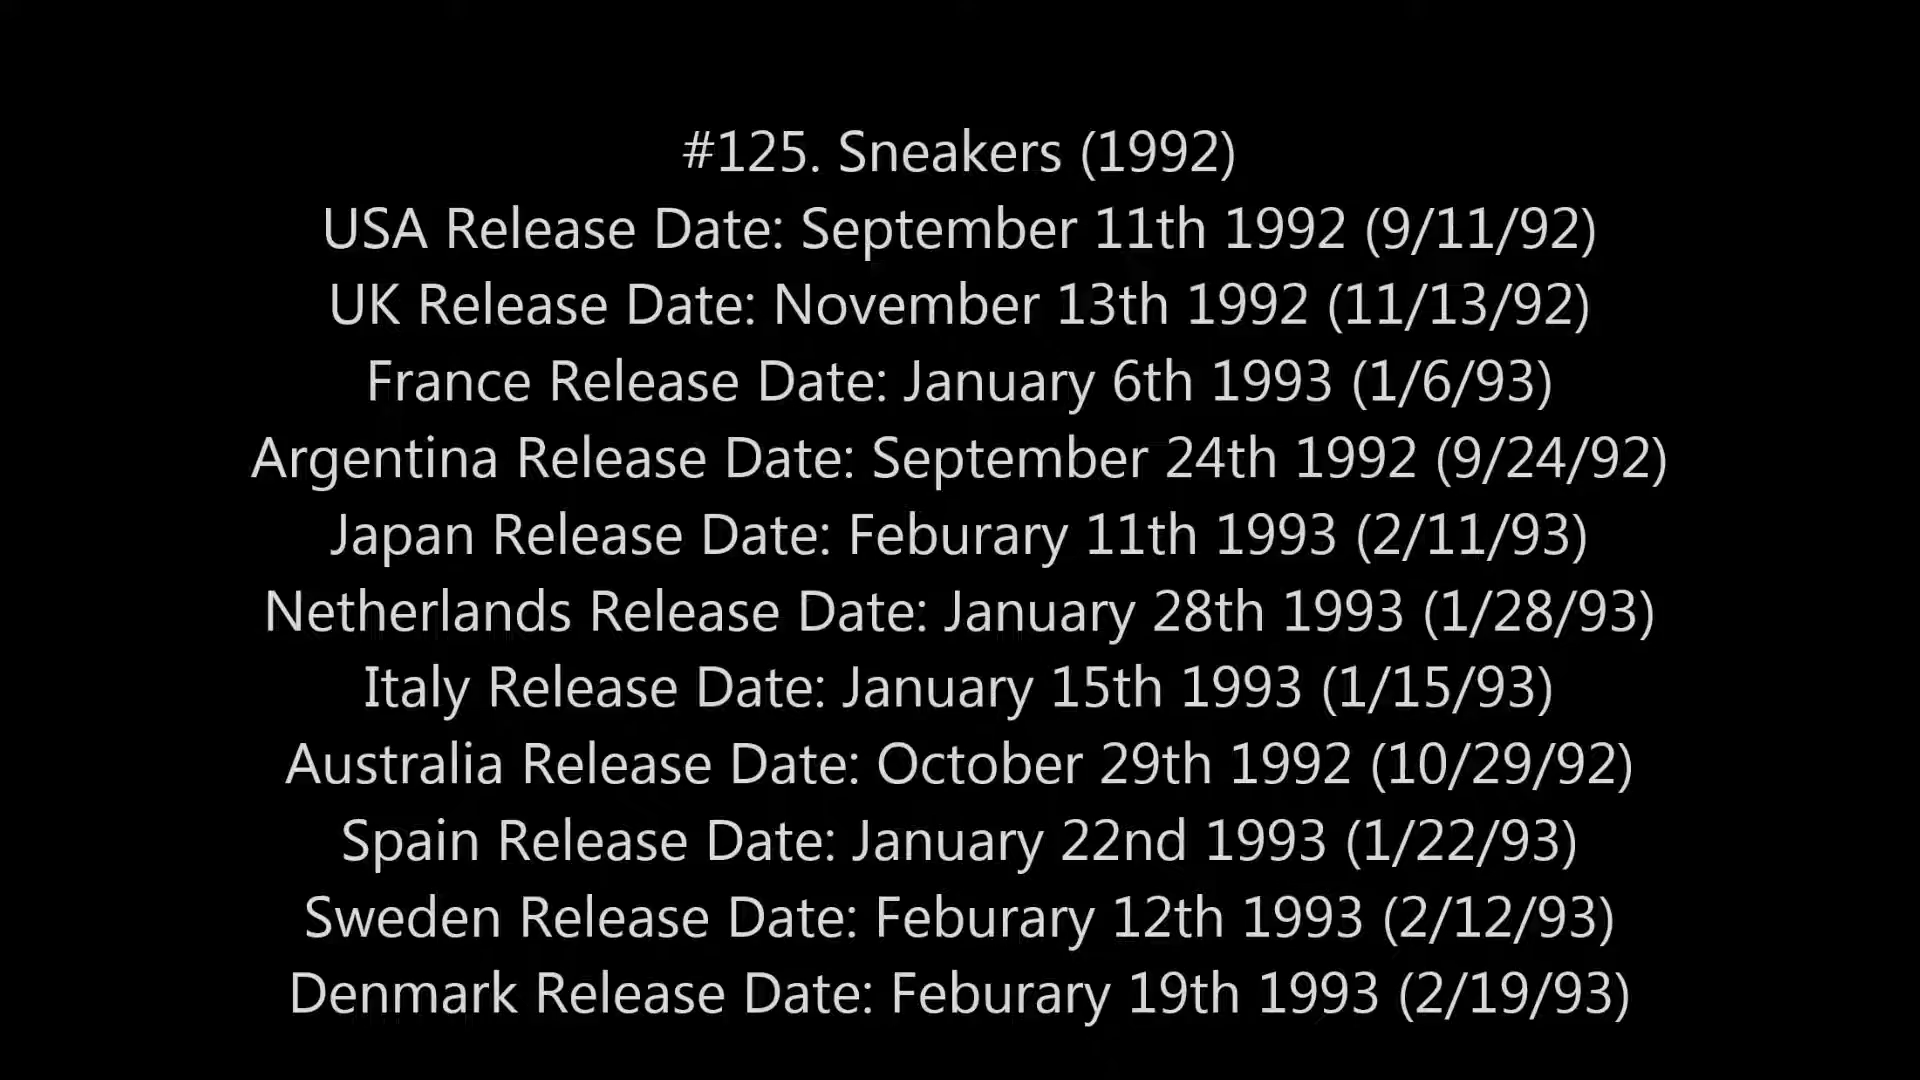 #125. Sneakers (1992)
USA Release Date: September 11th 1992 (9/11/92)
UK Release Date: November 13th 1992 (11/13/92)
France Release Date: January 6th 1993 (1/6/93)
Argentina Release Date: September 24th 1992 (9/24/92)
Japan Release Date: Feburary 11th 1993 (2/11/93)
Netherlands Release Date: January 28th 1993 (1/28/93)
Italy Release Date: January 15th 1993 (1/15/93)
Australia Release Date: October 29th 1992 (10/29/92)
Spain Release Date: January 22nd 1993 (1/22/93)
Sweden Release Date: Feburary 12th 1993 (2/12/93)
Denmark Release Date: Feburary 19th 1993 (2/19/93)